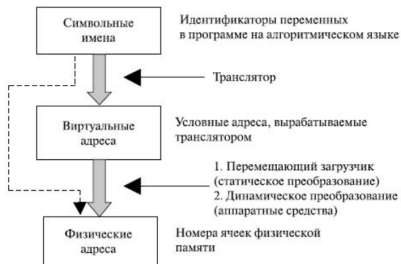 Символьные
имена
Идентификаторы переменных
в программе на алгоритмическом языке
Транслятор
Виртуальные
адреса
Условные адреса, вырабатываемые
транслятором
1. Перемещающий загрузчик
(статическое преобразование)
2. Динамическое преобразование
(аппаратные средства)
Физические
адреса
Номера ячеек физической
памяти